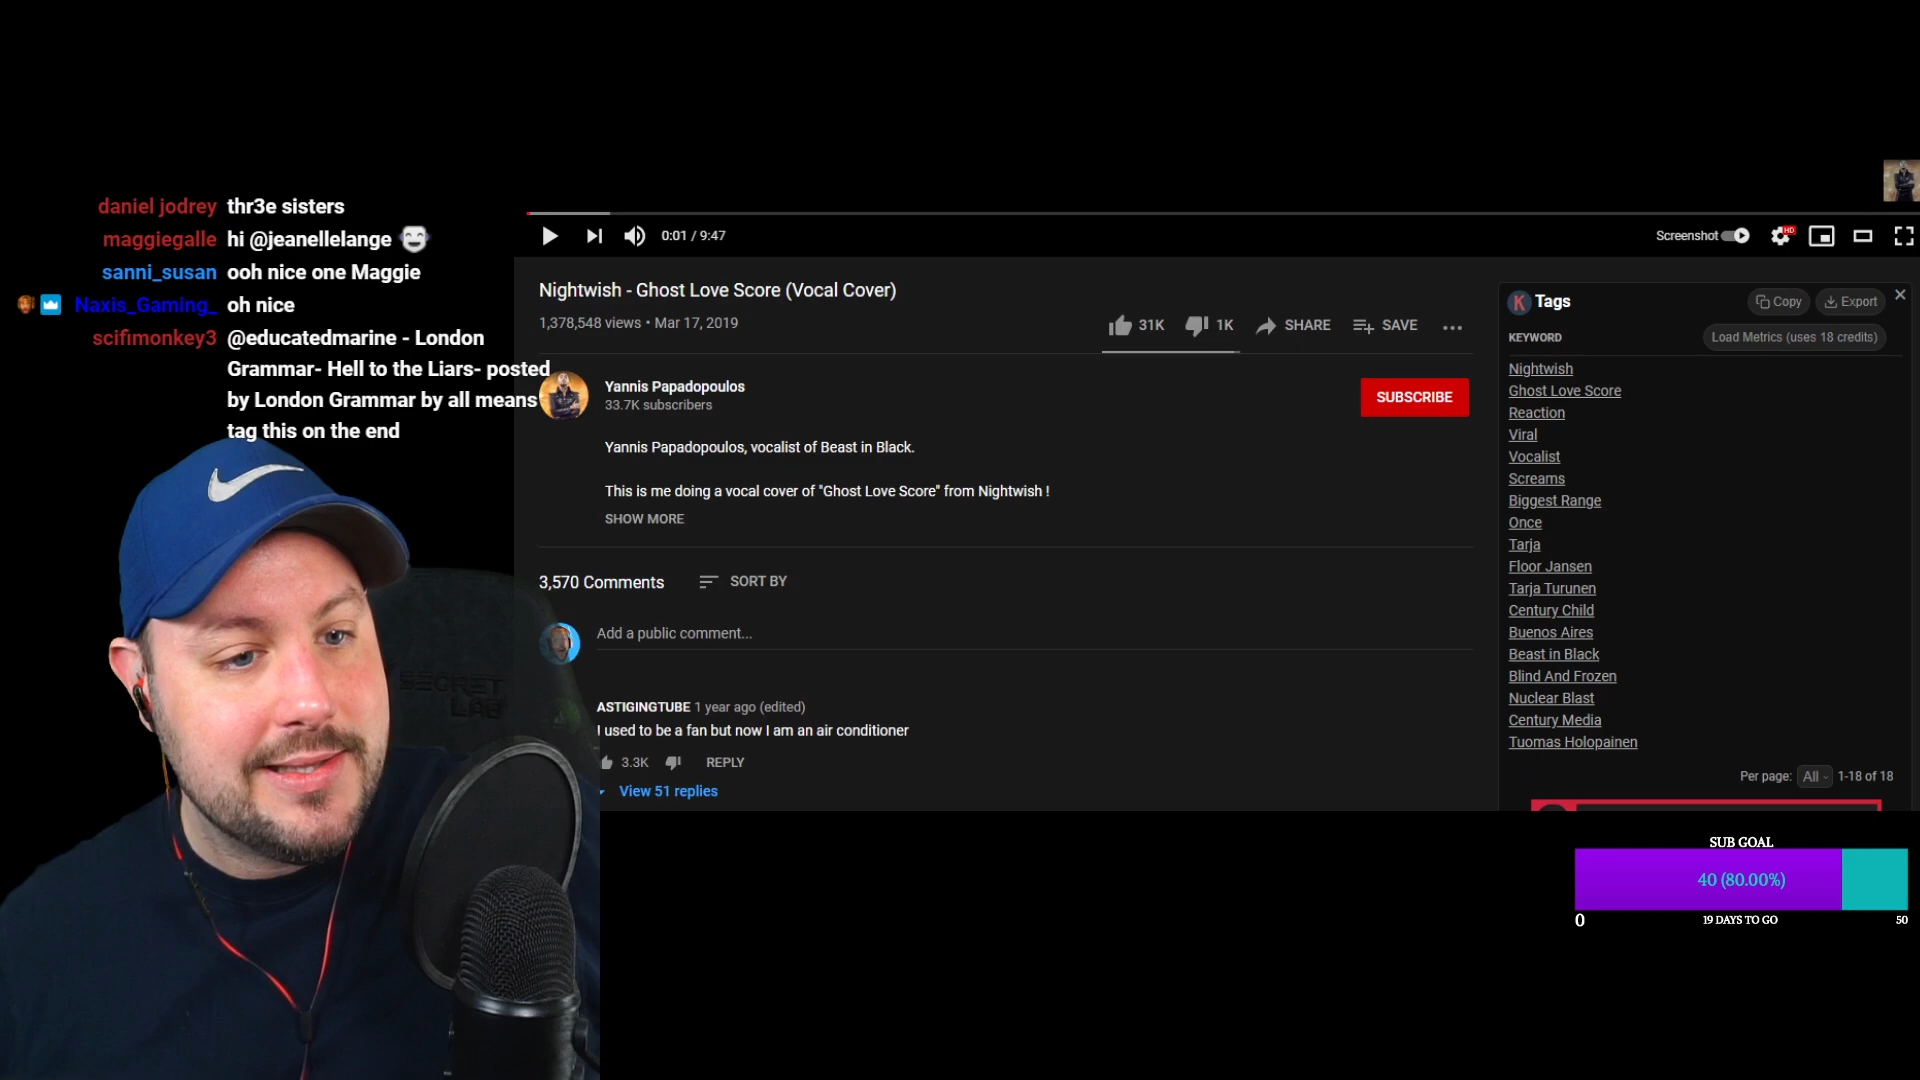 daniel jodrey thr3e sisters
maggiegalle hi @jeanellelange
sanni_susan ooh nice one Maggie
Naxis_Gaming_ oh nice
scifimonkey3 @educatedmarine - London
Grammar- Hell to the Liars- posted
by London Grammar by all means
tag this on the end
0:01 / 9:47
Screenshot
HD
Nightwish - Ghost Love Score (Vocal Cover)
1,378,548 views • Mar 17, 2019
31K
1K
SHARE
SAVE
Yannis Papadopoulos
33.7K subscribers
SUBSCRIBE
Yannis Papadopoulos, vocalist of Beast in Black.
This is me doing a vocal cover of "Ghost Love Score" from Nightwish !
SHOW MORE
3,570 Comments
SORT BY
Add a public comment...
ASTIGINGTUBE 1 year ago (edited)
I used to be a fan but now I am an air conditioner
3.3K
REPLY
View 51 replies
K Tags
Copy
Export
KEYWORD
Load Metrics (uses 18 credits)
Nightwish
Ghost Love Score
Reaction
Viral
Vocalist
Screams
Biggest Range
Once
Tarja
Floor Jansen
Tarja Turunen
Century Child
Buenos Aires
Beast in Black
Blind And Frozen
Nuclear Blast
Century Media
Tuomas Holopainen
Per page: All 1-18 of 18
SECRET
LAB
SUB GOAL
40 (80.00%)
0 19 DAYS TO GO 50